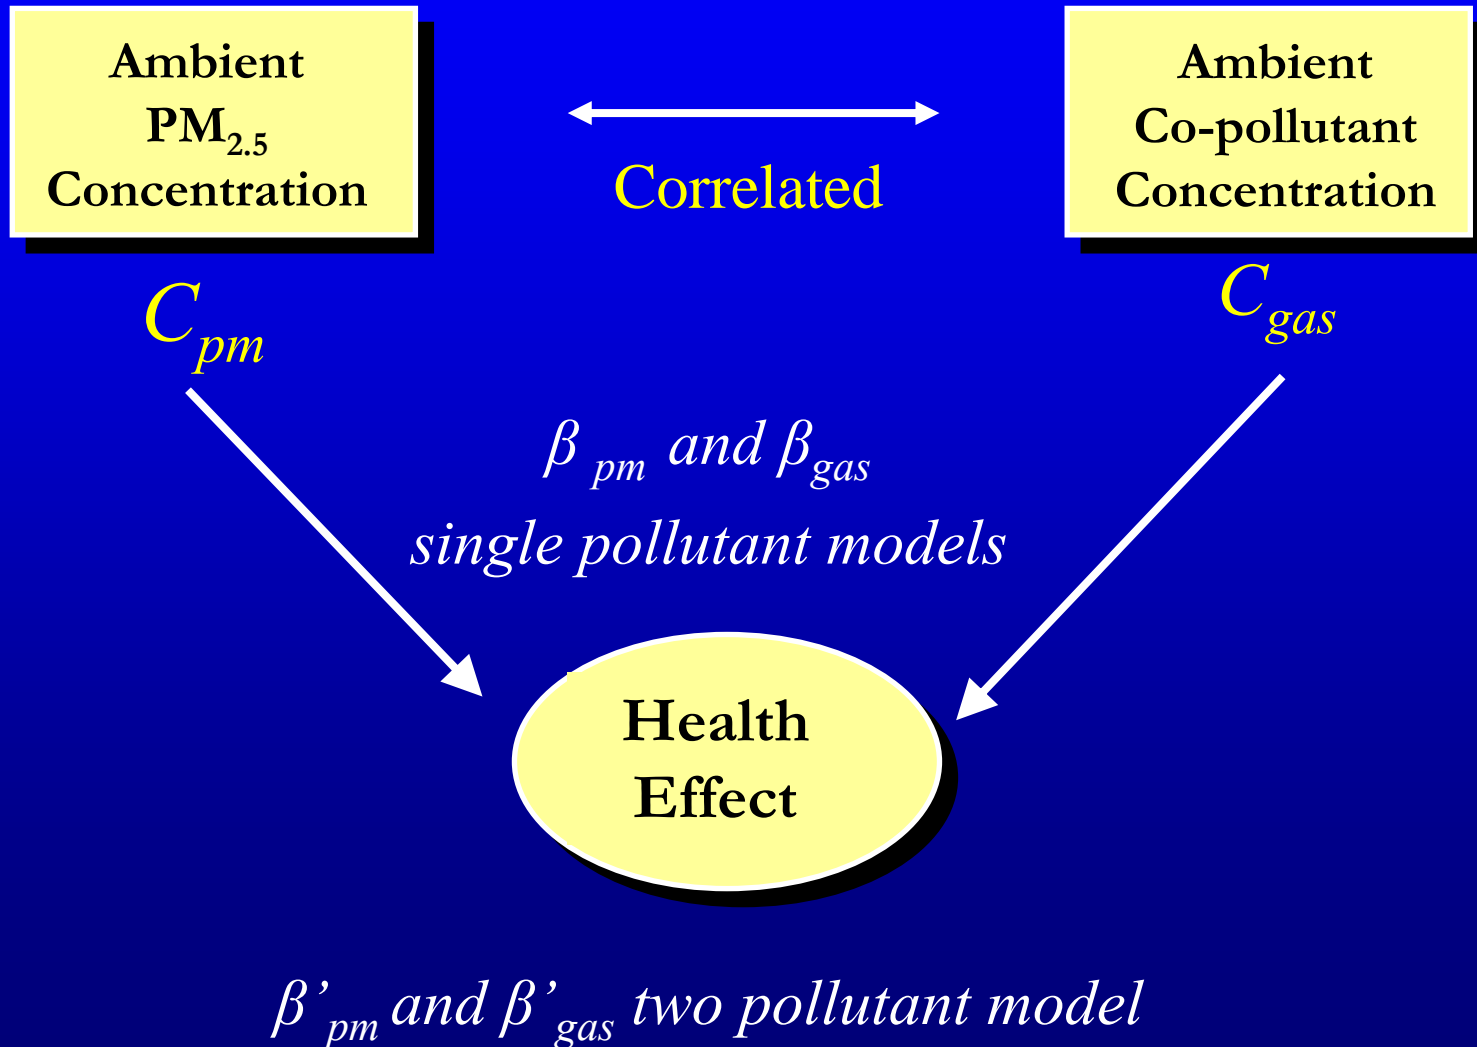 Ambient
PM2.5
Concentration
Correlated
Ambient
Co-pollutant
Concentration
Cpm
Cgas
β pm and βgas
single pollutant models
Health
Effect
β’pm and β’gas two pollutant model